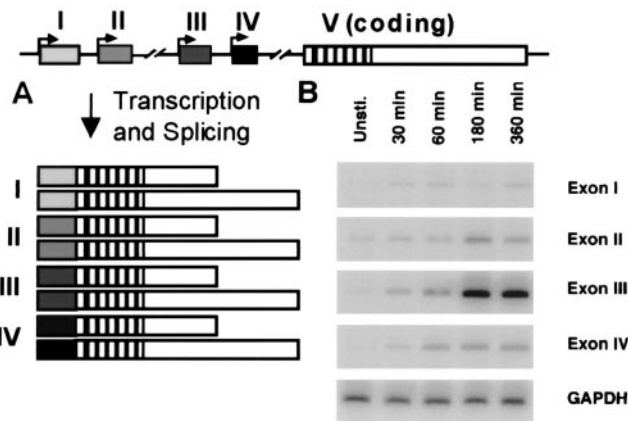 I II III IV V (coding)
A Transcription and Splicing
B Unsti. 30 min 60 min 180 min 360 min
I
II
III
IV
Exon I
Exon II
Exon III
Exon IV
GAPDH